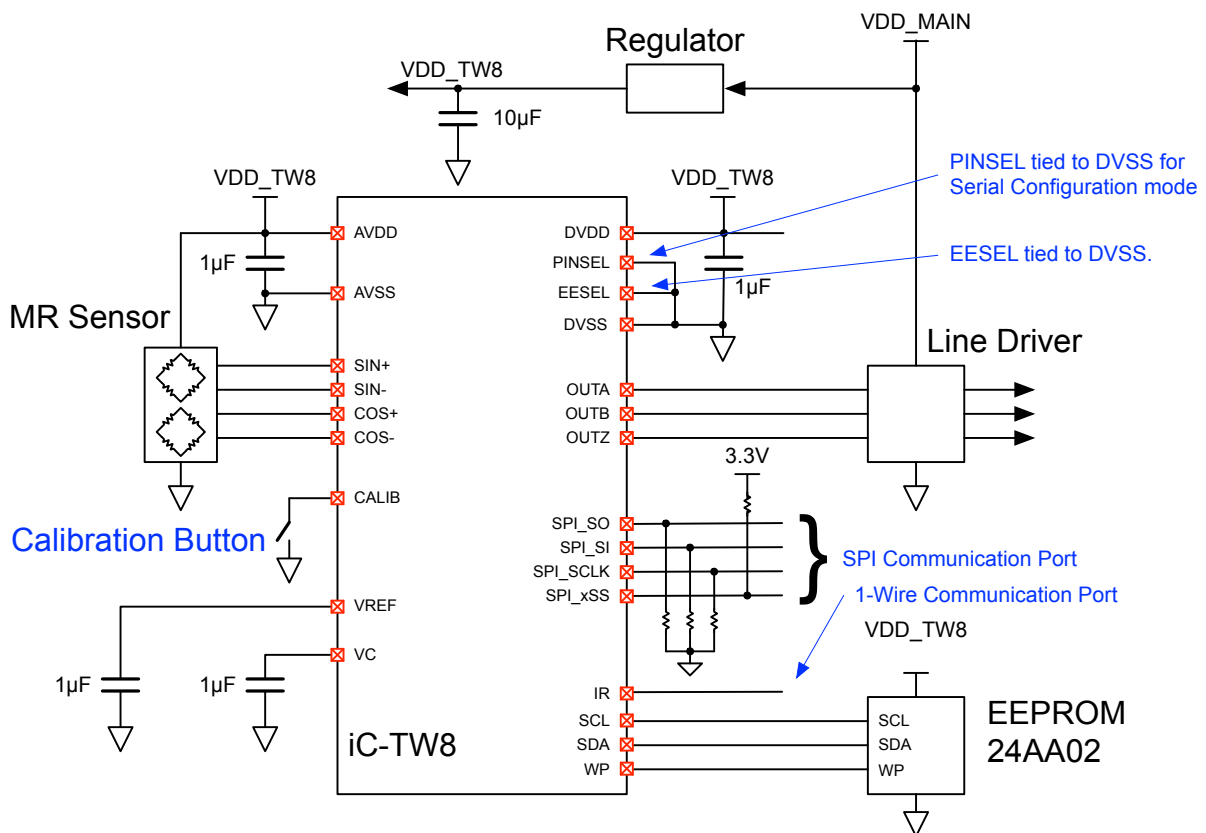 VDD_MAIN
Regulator
VDD_TW8
10µF
PINSEL tied to DVSS for
Serial Configuration mode
VDD_TW8
VDD_TW8
AVDD
DVDD
1µF
PINSEL
EESEL tied to DVSS.
AVSS
EESEL
1µF
MR Sensor
DVSS
Line Driver
SIN+
SIN-
COS+
COS-
OUTA
OUTB
OUTZ
3.3V
CALIB
Calibration Button
SPI_SO
SPI_SI
SPI_SCLK
SPI_xSS
}
SPI Communication Port
1-Wire Communication Port
VREF
VDD_TW8
VC
1µF
1µF
IR
SCL
SDA
WP
SCL
SDA
WP
EEPROM
24AA02
iC-TW8